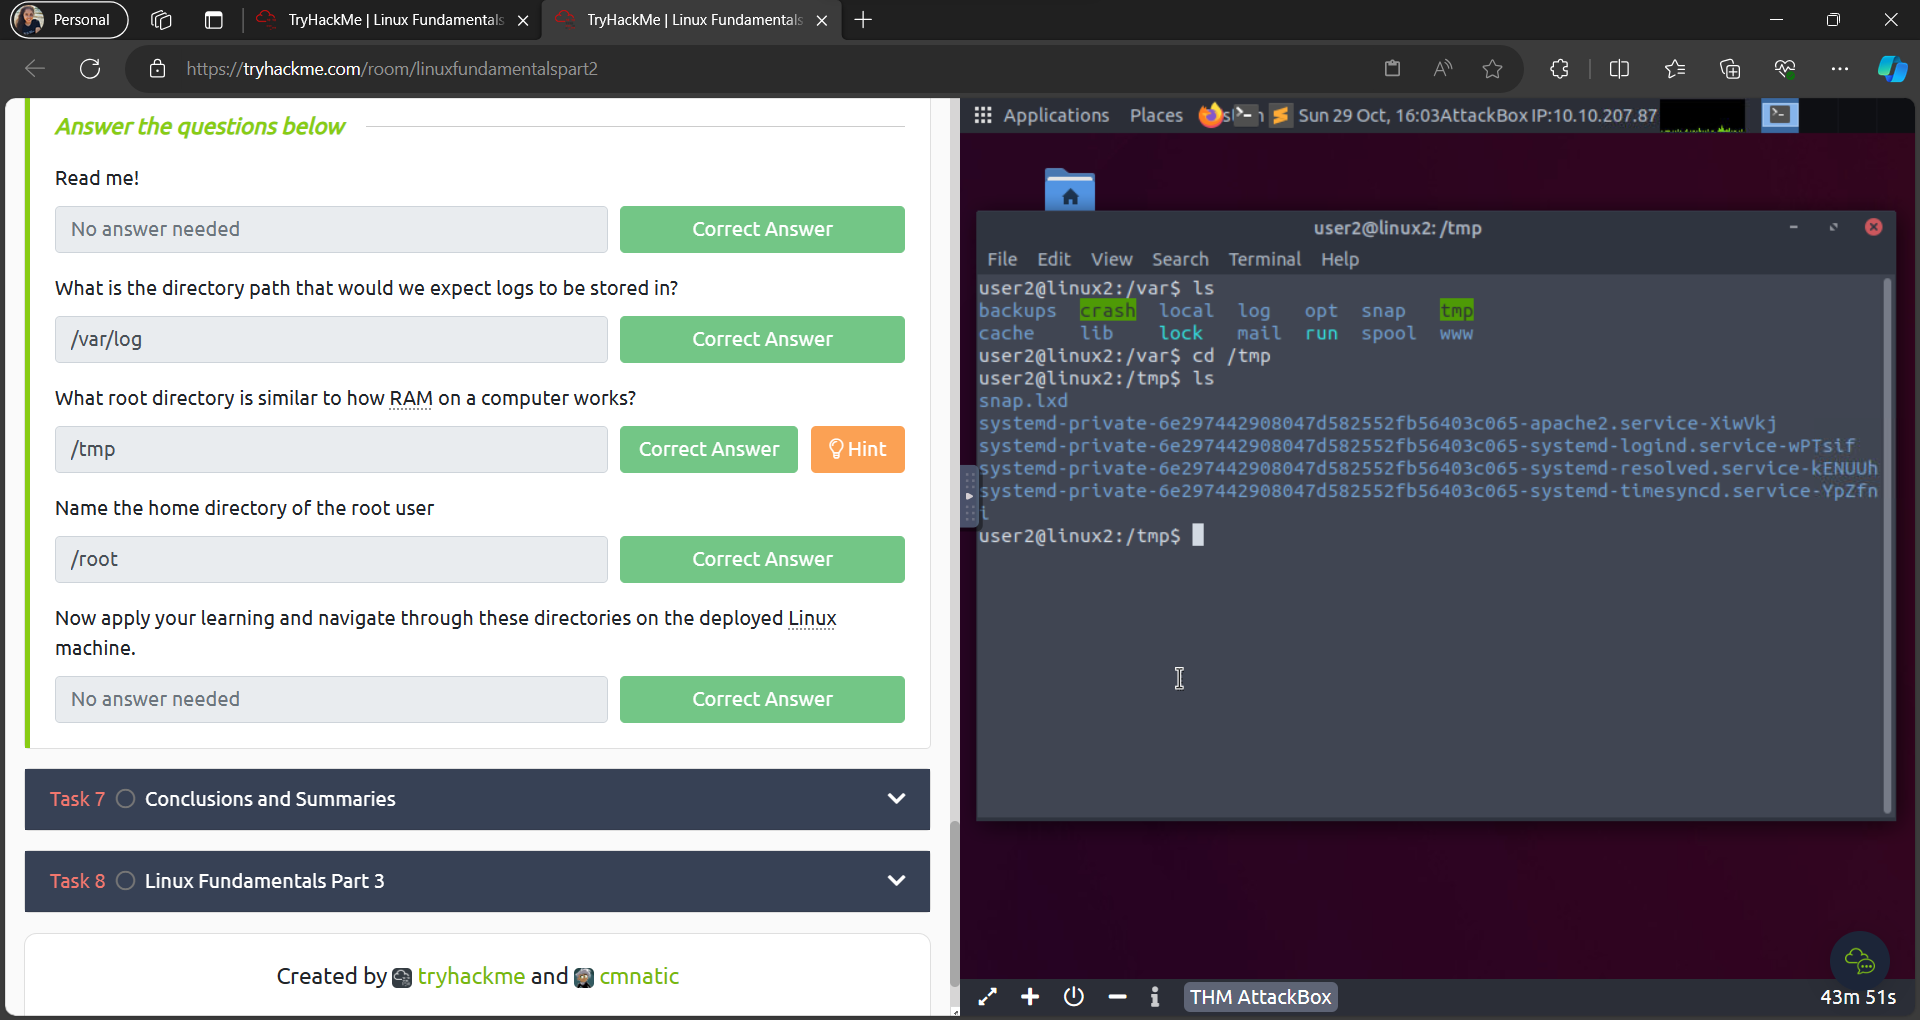 Personal
TryHackMe | Linux Fundamentals
TryHackMe | Linux Fundamentals
https://tryhackme.com/room/linuxfundamentalspart2
Answer the questions below
Read me!
No answer needed
Correct Answer
What is the directory path that would we expect logs to be stored in?
/var/log
Correct Answer
What root directory is similar to how RAM on a computer works?
/tmp
Correct Answer
Hint
Name the home directory of the root user
/root
Correct Answer
Now apply your learning and navigate through these directories on the deployed Linux
machine.
No answer needed
Correct Answer
Task 7 Conclusions and Summaries
Task 8 Linux Fundamentals Part 3
Created by tryhackme and cmnatic
Applications Places Sun 29 Oct, 16:03 AttackBox IP:10.10.207.87
user2@linux2: /tmp
File Edit View Search Terminal Help
user2@linux2:/var$ ls
backups crash local log opt snap tmp
cache lib lock mail run spool www
user2@linux2:/var$ cd /tmp
user2@linux2:/tmp$ ls
snap.lxd
systemd-private-6e297442908047d582552fb56403c065-apache2.service-XiwVkj
systemd-private-6e297442908047d582552fb56403c065-systemd-logind.service-wPTsif
systemd-private-6e297442908047d582552fb56403c065-systemd-resolved.service-kENUUh
systemd-private-6e297442908047d582552fb56403c065-systemd-timesyncd.service-YpZfn
i
user2@linux2:/tmp$
THM AttackBox
43m 51s